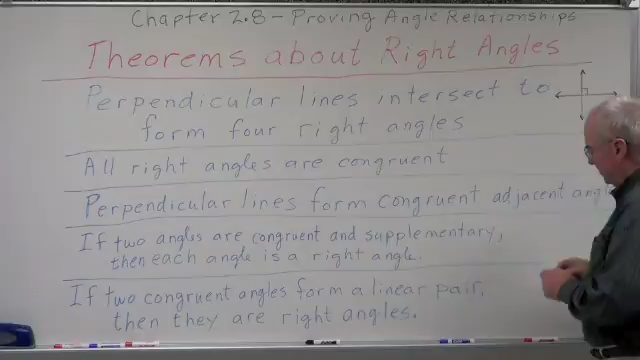 Chapter 2.8 - Proving Angle Relationships
Theorems about Right Angles
Perpendicular lines intersect to
form four right angles
All right angles are congruent
Perpendicular lines form congruent adjacent ang
If two angles are congruent and supplementary,
then each angle is a right angle.
If two congruent angles form a linear pair,
then they are right angles.